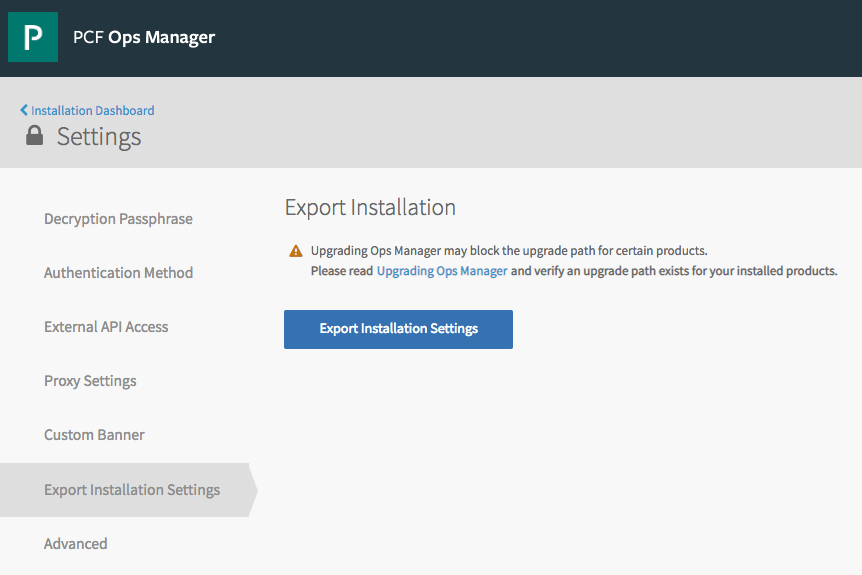 P
PCF Ops Manager
Installation Dashboard
Settings
Decryption Passphrase
Authentication Method
External API Access
Proxy Settings
Custom Banner
Export Installation Settings
Advanced
Export Installation
Upgrading Ops Manager may block the upgrade path for certain products.
Please read Upgrading Ops Manager and verify an upgrade path exists for your installed products.
Export Installation Settings